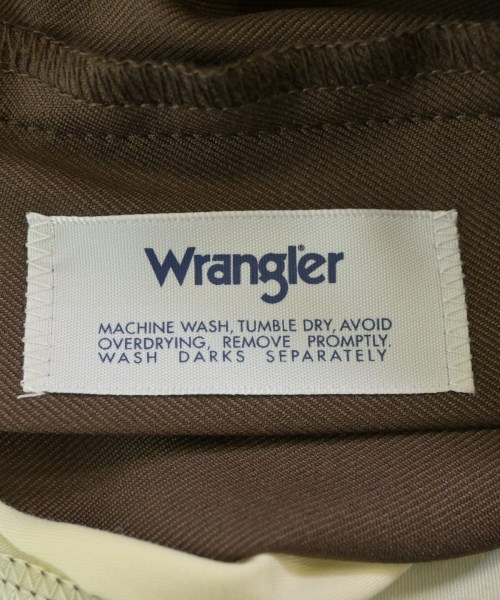 Wrangler®
MACHINE WASH, TUMBLE DRY, AVOID
OVERDRYING, REMOVE PROMPTLY.
WASH DARKS SEPARATELY